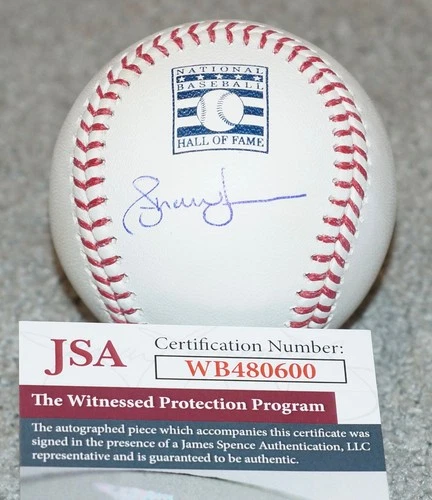 NATIONAL
BASEBALL
HALL OF FAME
JSA
Certification Number:
WB480600
The Witnessed Protection Program
The autographed piece which accompanies this certificate was
signed in the presence of a James Spence Authentication, LLC
representative and is guaranteed to be authentic.